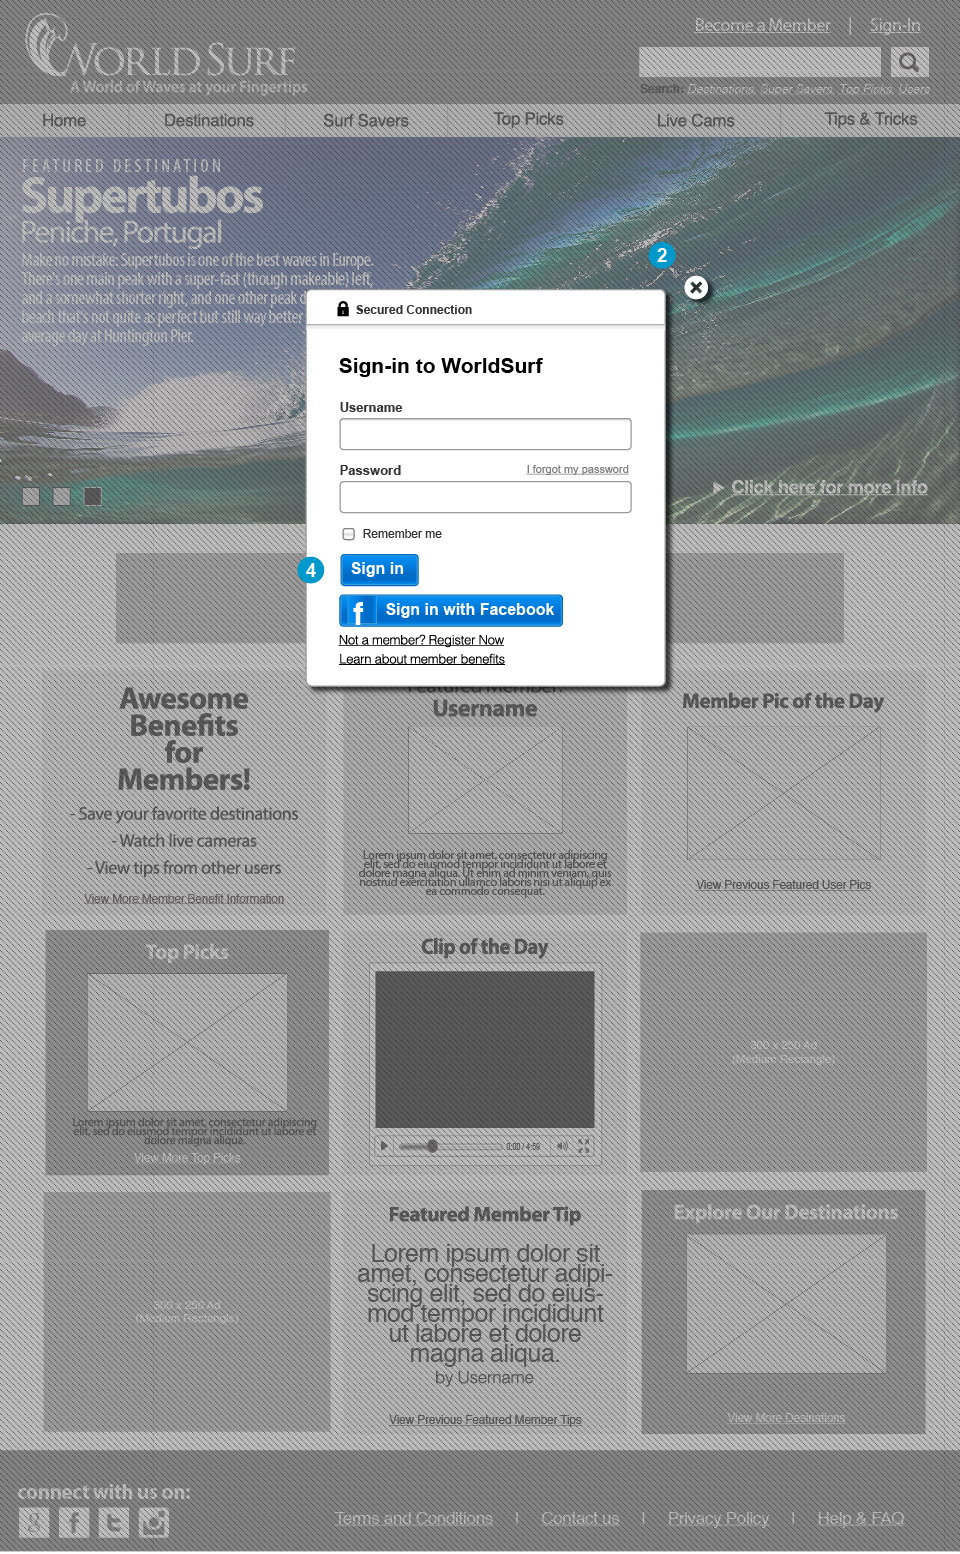 Become a Member | Sign-In
WORLD SURF
A World of Waves at your Fingertips
Search: Destinations, Super Savers, Top Picks, Users
Home
Destinations
Surf Savers
Top Picks
Live Cams
Tips & Tricks
FEATURED DESTINATION
Supertubos
Peniche, Portugal
Make no mistake: Supertubos is one of the best waves in Europe.
There's one main peak with a super-fast (though makeable) left,
and a somewhat shorter right, and one other peak d
beach that's not quite as perfect but still way better
average day at Huntington Pier.
2
Secured Connection
Sign-in to WorldSurf
Username
Password
I forgot my password
Remember me
4
Sign in
f Sign in with Facebook
Not a member? Register Now
Learn about member benefits
Click here for more info
Awesome
Benefits
for
Members!
- Save your favorite destinations
- Watch live cameras
- View tips from other users
View More Member Benefit Information
Featured Member:
Username
Lorem ipsum dolor sit amet, consectetur adipiscing
elit, sed do eiusmod tempor incididunt ut labore et
dolore magna aliqua. Ut enim ad minim veniam, quis
nostrud exercitation ullamco laboris nisi ut aliquip ex
ea commodo consequat.
Member Pic of the Day
View Previous Featured User Pics
Top Picks
Lorem ipsum dolor sit amet, consectetur adipiscing
elit, sed do eiusmod tempor incididunt ut labore et
dolore magna aliqua.
View More Top Picks
Clip of the Day
0:00 / 4:59
300 x 250 Ad
(Medium Rectangle)
300 x 250 Ad
(Medium Rectangle)
Featured Member Tip
Lorem ipsum dolor sit
amet, consectetur adipi-
scing elit, sed do eius-
mod tempor incididunt
ut labore et dolore
magna aliqua.
by Username
View Previous Featured Member Tips
Explore Our Destinations
View More Desinations
connect with us on:
Terms and Conditions | Contact us | Privacy Policy | Help & FAQ